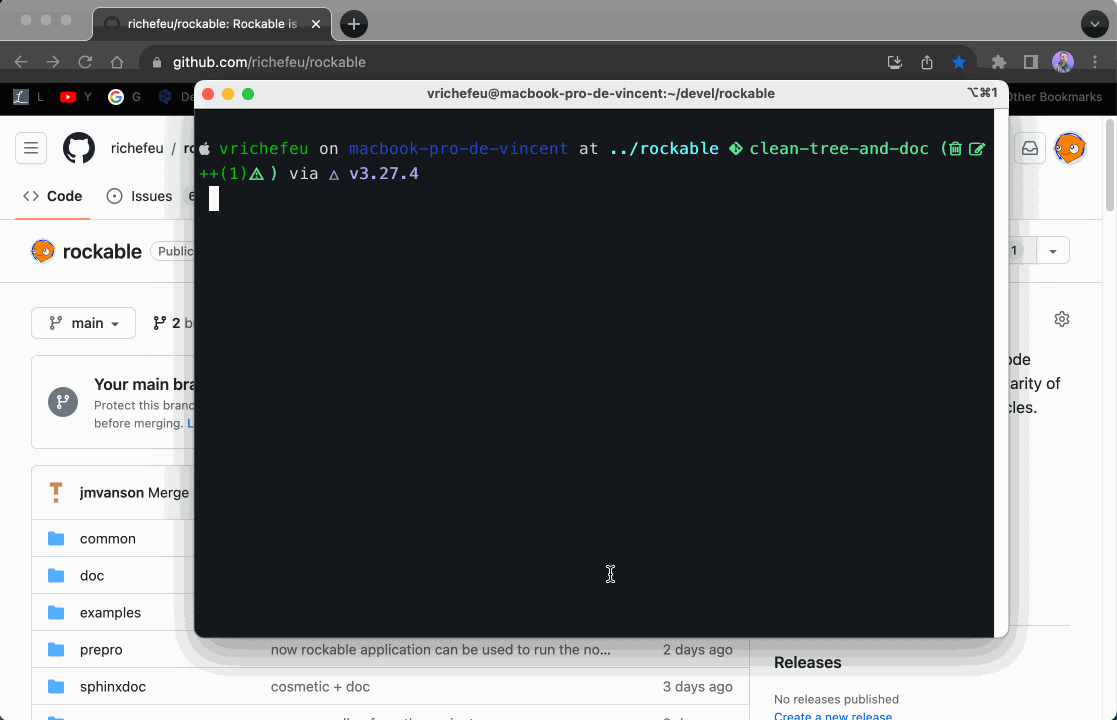 richefeu/rockable: Rockable is
github.com/richefeu/rockable
L
Y
G
De
Other Bookmarks
vrichefeu@macbook-pro-de-vincent:~/devel/rockable
⌥⌘1
vrichefeu on macbook-pro-de-vincent at ../rockable clean-tree-and-doc (
++(1)⚠ ) via △ v3.27.4
richefeu / ro
Code
Issues 6
rockable
Public
1
main
2 b
ode
arity of
cles.
Your main bra
Protect this branc
before merging. L
jmvanson Merge
common
doc
examples
prepro now rockable application can be used to run the no... 2 days ago
sphinxdoc cosmetic + doc 3 days ago
Releases
No releases published
Create a new release